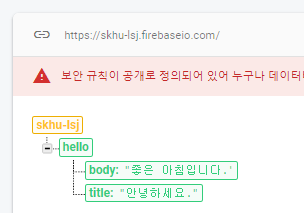 https://skhu-lsj.firebaseio.com/
보안 규칙이 공개로 정의되어 있어 누구나 데이터
skhu-lsj
hello
body: "좋은 아침입니다."
title: "안녕하세요."